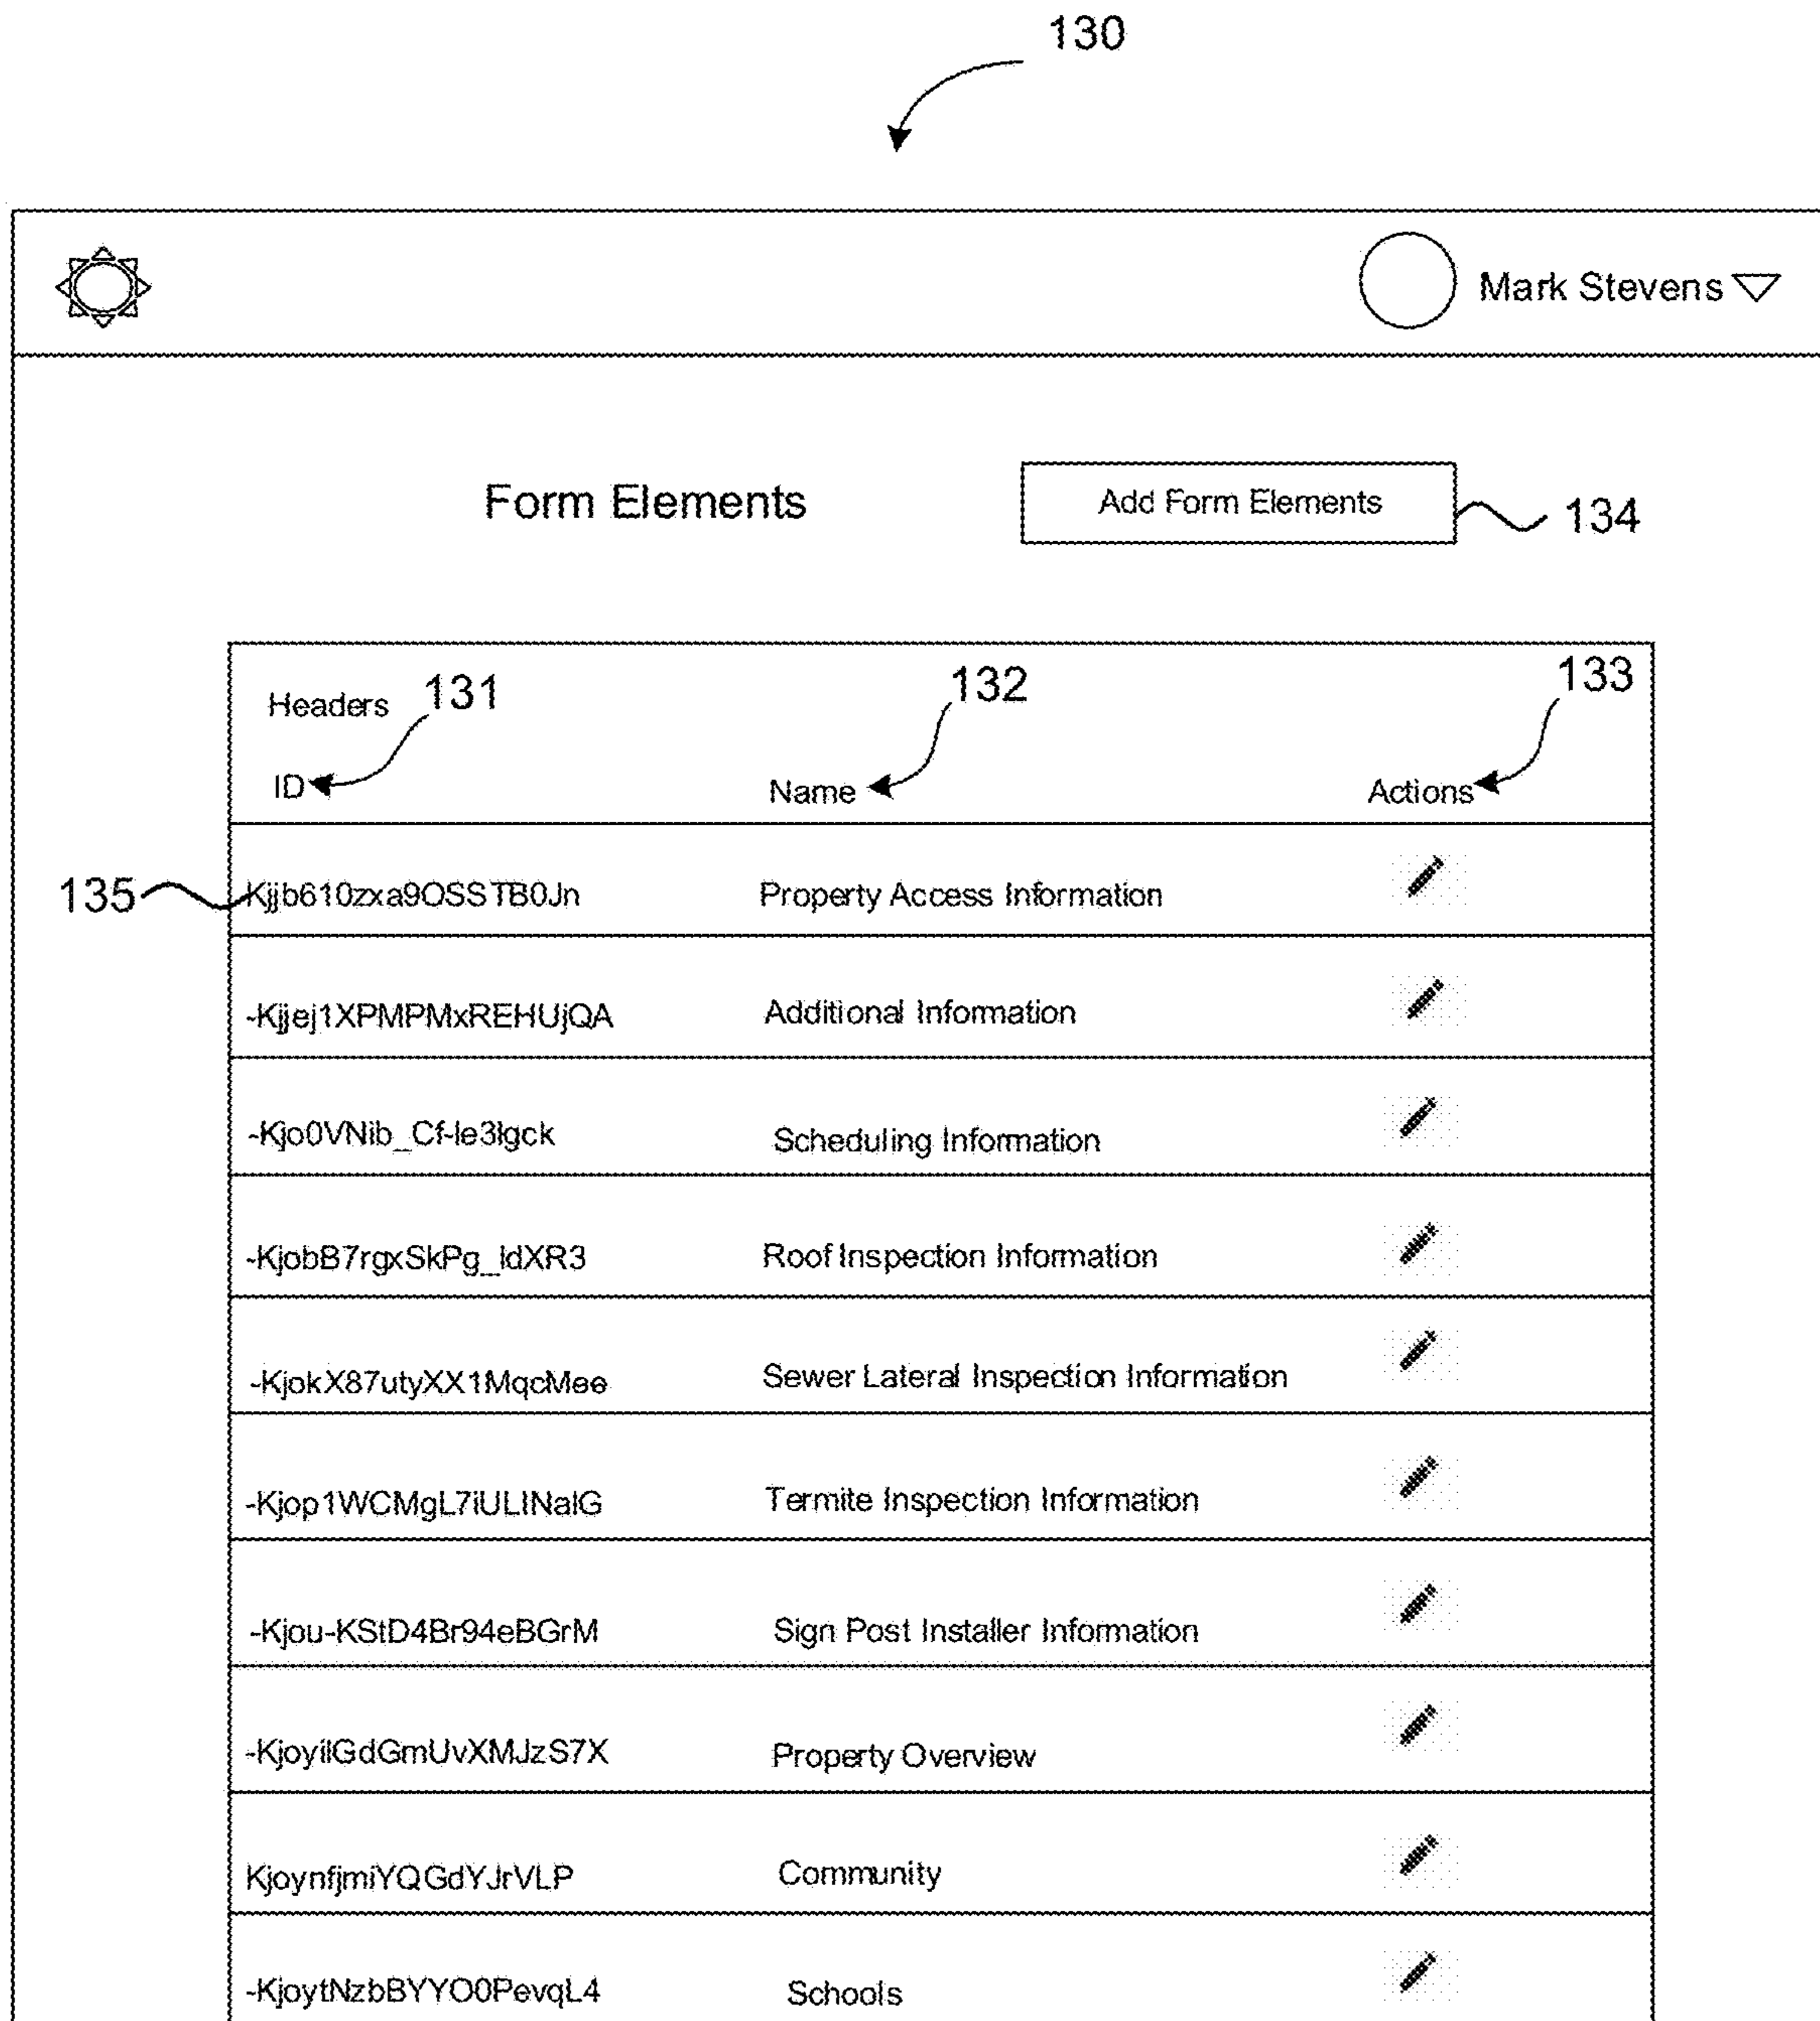 130
Mark Stevens
Form Elements
Add Form Elements
134
Headers
131
132
133
ID
Name
Actions
135
Kjjb610zxa9OSSTB0Jn
Property Access Information
-Kjjej1XPMPMxREHUjQA
Additional Information
-Kjo0VNib_Cf-le3lgck
Scheduling Information
-KjobB7rgxSkPg_ldXR3
Roof Inspection Information
-KjokX87utyXX1MqcMee
Sewer Lateral Inspection Information
-Kjop1WCMgL7iULINalG
Termite Inspection Information
-Kjou-KStD4Br94eBGrM
Sign Post Installer Information
-KjoyilGdGmUvXMJzS7X
Property Overview
KjoynfjmiYQGdYJrVLP
Community
-KjoytNzbBYYO0PevqL4
Schools